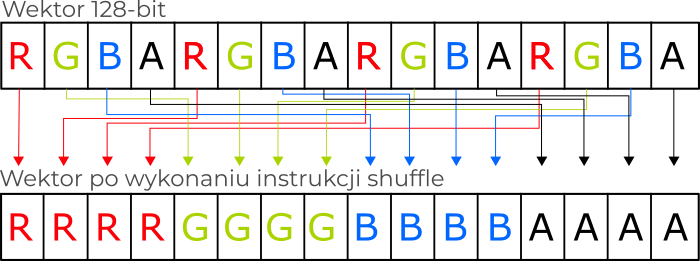 Wektor 128-bit
R G B A R G B A R G B A R G B A
Wektor po wykonaniu instrukcji shuffle
R R R R G G G G B B B B A A A A